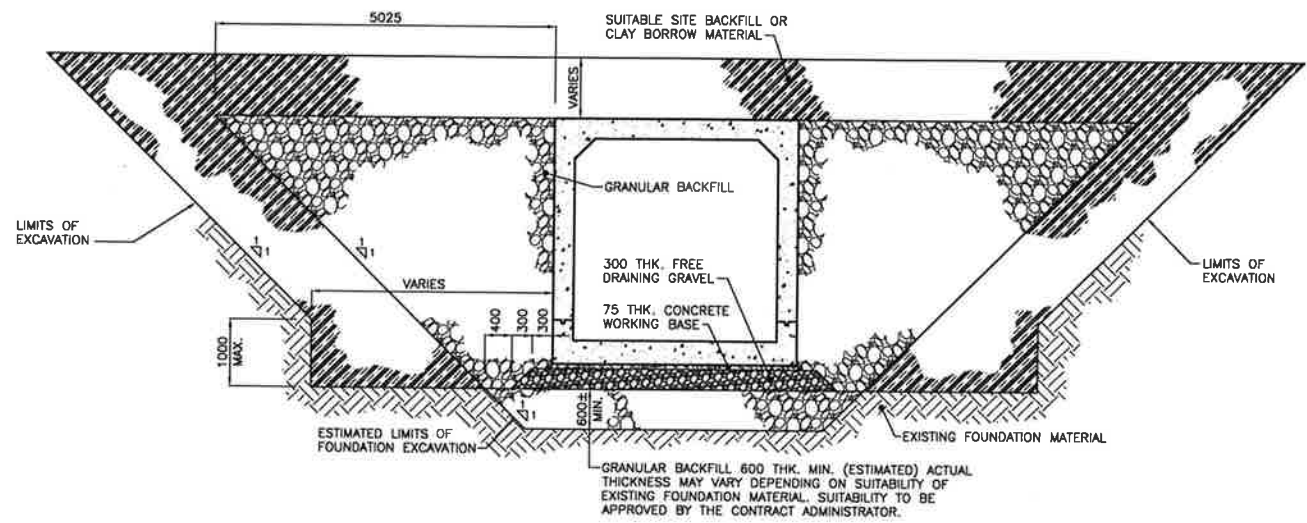 5025
SUITABLE SITE BACKFILL OR
CLAY BORROW MATERIAL
VARIES
GRANULAR BACKFILL
LIMITS OF
EXCAVATION
1
1
1
1
LIMITS OF
EXCAVATION
300 THK. FREE
DRAINING GRAVEL
VARIES
75 THK. CONCRETE
WORKING BASE
400
300
300
1000
MAX.
1
1
600±
MIN.
ESTIMATED LIMITS OF
FOUNDATION EXCAVATION
EXISTING FOUNDATION MATERIAL
GRANULAR BACKFILL 600 THK. MIN. (ESTIMATED) ACTUAL
THICKNESS MAY VARY DEPENDING ON SUITABILITY OF
EXISTING FOUNDATION MATERIAL. SUITABILITY TO BE
APPROVED BY THE CONTRACT ADMINISTRATOR.